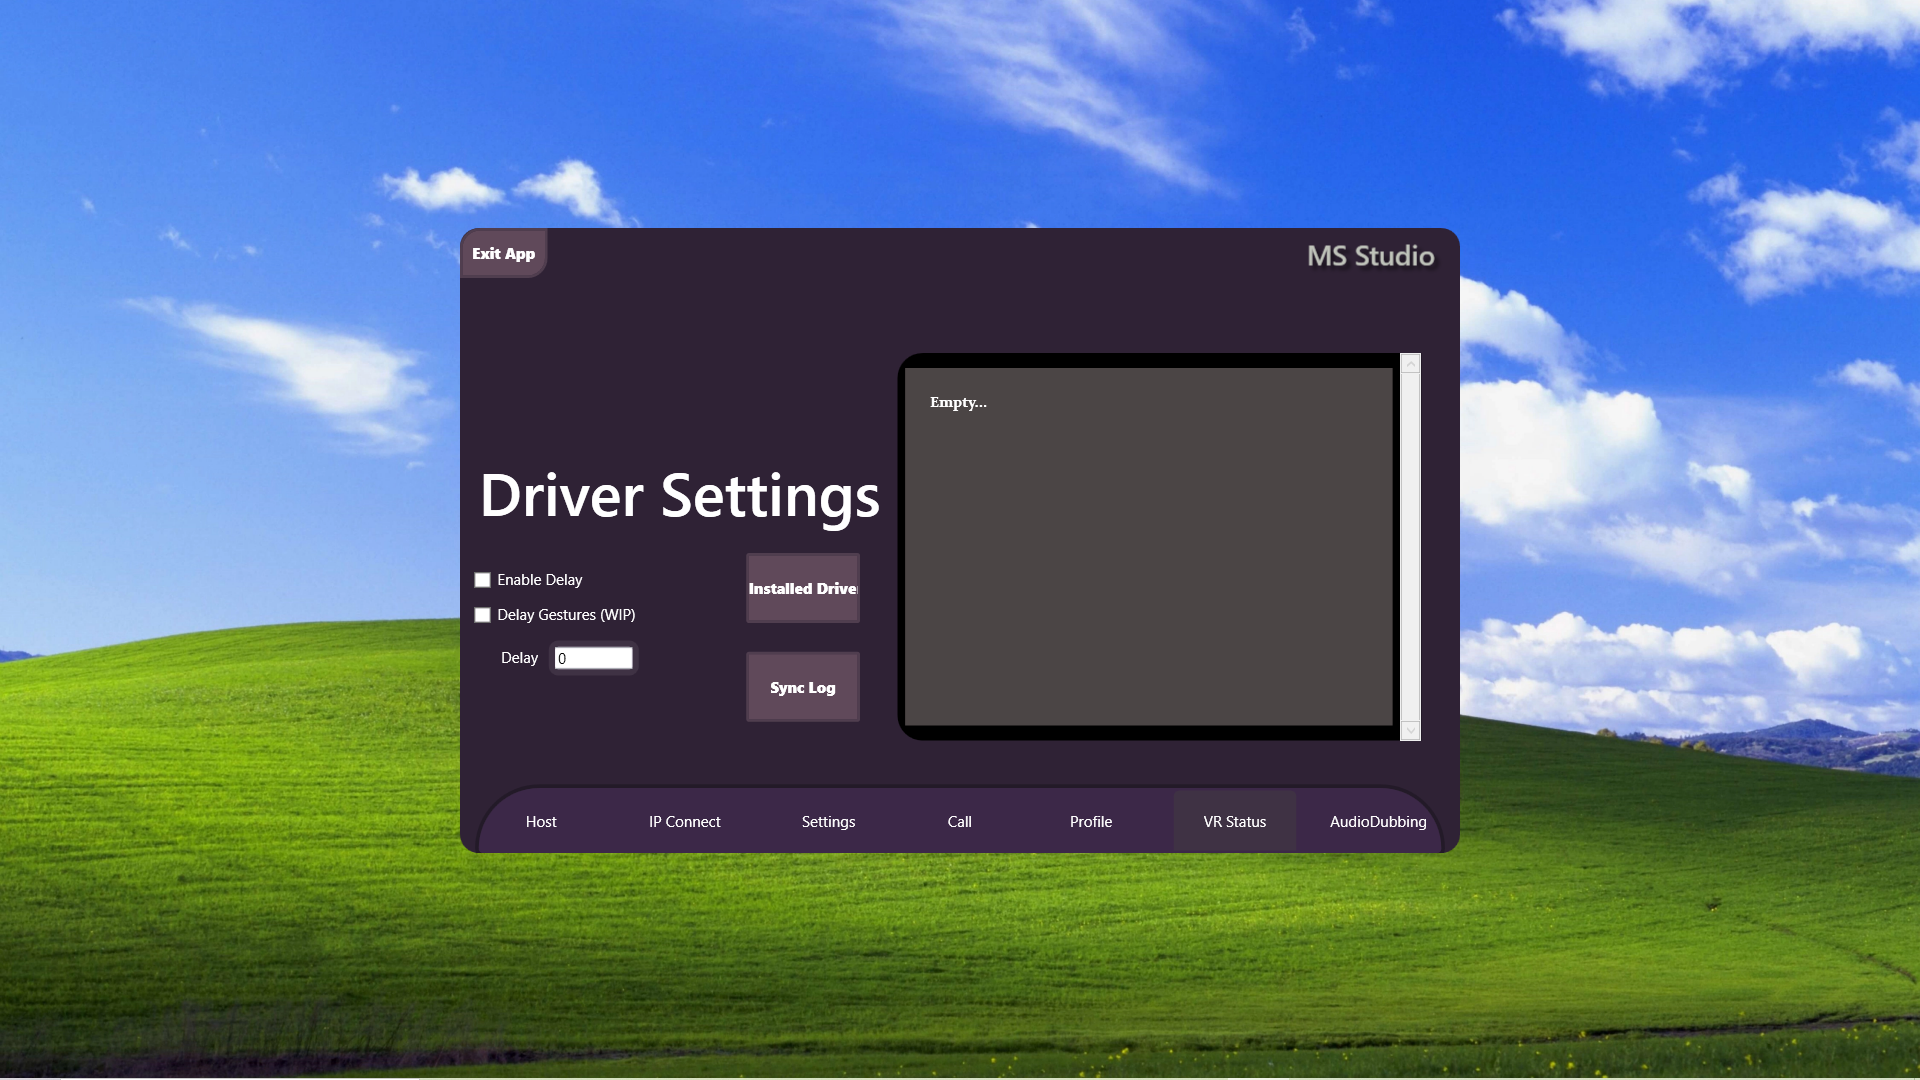 Exit App
MS Studio
Empty...
Driver Settings
Enable Delay
Installed Drive
Delay Gestures (WIP)
Delay
0
Sync Log
Host
IP Connect
Settings
Call
Profile
VR Status
AudioDubbing